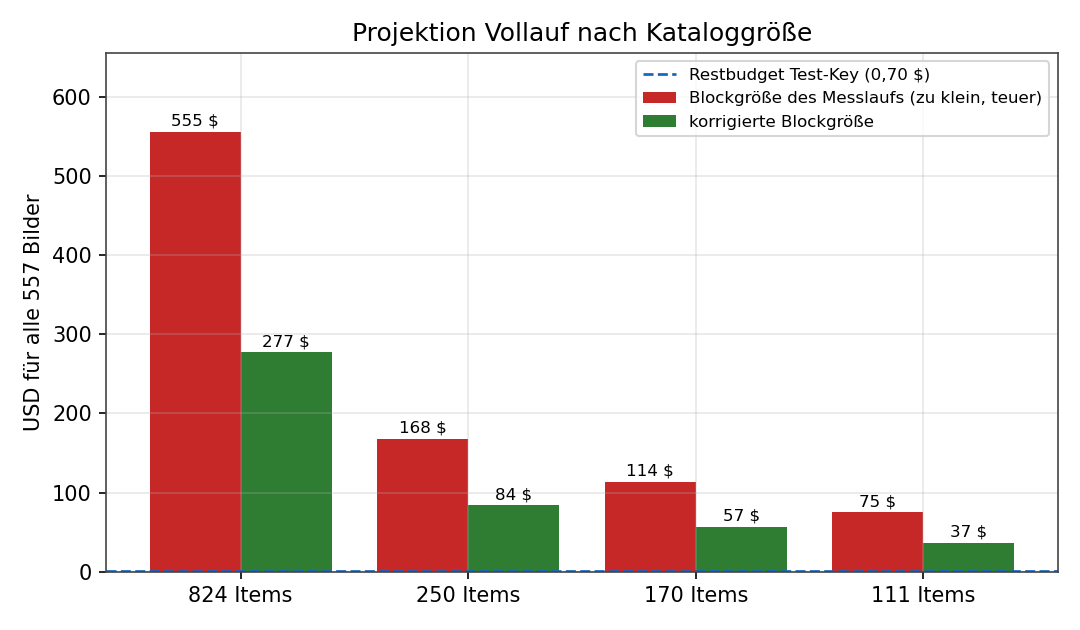 Projektion Vollauf nach Kataloggröße
Restbudget Test-Key (0,70 $)
Blockgröße des Messlaufs (zu klein, teuer)
korrigierte Blockgröße
USD für alle 557 Bilder
600
500
400
300
200
100
0
555 $
277 $
168 $
84 $
114 $
57 $
75 $
37 $
824 Items
250 Items
170 Items
111 Items